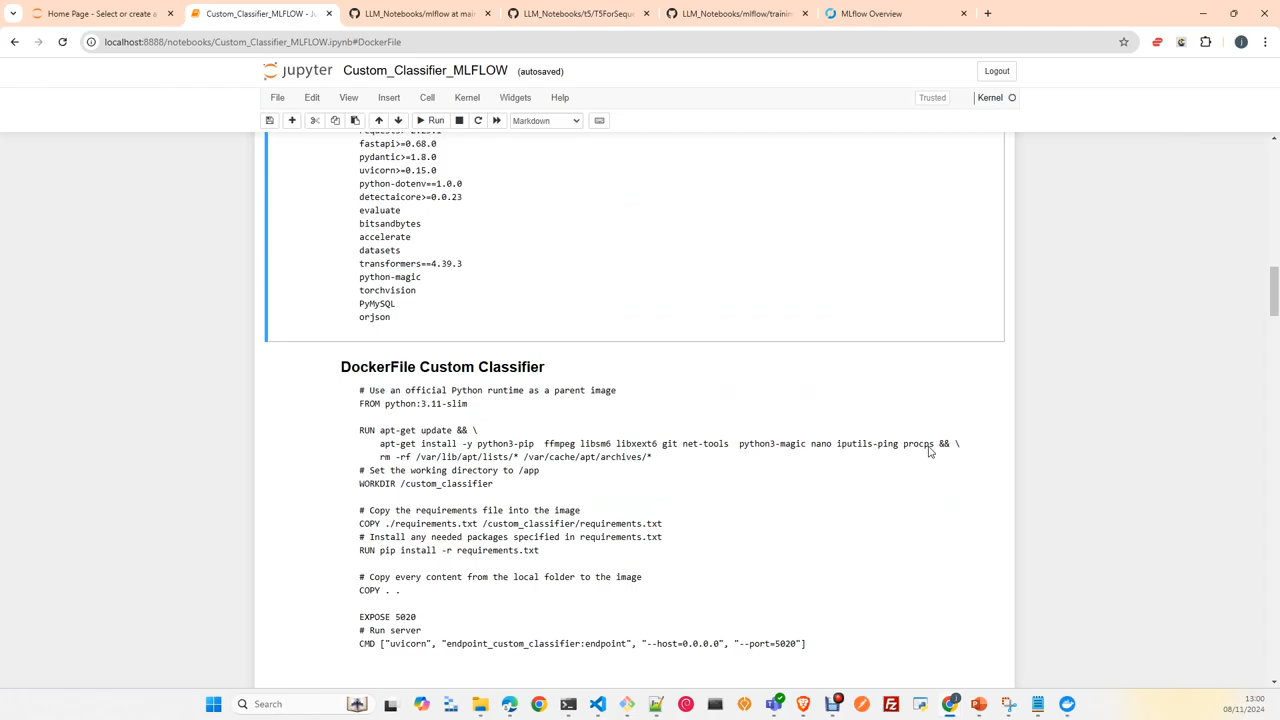 Home Page - Select or create a
Custom_Classifier_MLFLOW - J
LLM_Notebooks/mlflow at main
LLM_Notebooks/t5/T5ForSeque
LLM_Notebooks/mlflow/trainin
MLflow Overview
localhost:8888/notebooks/Custom_Classifier_MLFLOW.ipynb#DockerFile
jupyter Custom_Classifier_MLFLOW (autosaved)
Logout
File Edit View Insert Cell Kernel Widgets Help
Trusted
Kernel
Run
Markdown
fastapi>=0.68.0
pydantic>=1.8.0
uvicorn>=0.15.0
python-dotenv==1.0.0
detectaicore>=0.0.23
evaluate
bitsandbytes
accelerate
datasets
transformers==4.39.3
python-magic
torchvision
PyMySQL
orjson
DockerFile Custom Classifier
# Use an official Python runtime as a parent image
FROM python:3.11-slim
RUN apt-get update && \
apt-get install -y python3-pip ffmpeg libsm6 libxext6 git net-tools python3-magic nano iputils-ping procps && \
rm -rf /var/lib/apt/lists/* /var/cache/apt/archives/*
# Set the working directory to /app
WORKDIR /custom_classifier
# Copy the requirements file into the image
COPY ./requirements.txt /custom_classifier/requirements.txt
# Install any needed packages specified in requirements.txt
RUN pip install -r requirements.txt
# Copy every content from the local folder to the image
COPY . .
EXPOSE 5020
# Run server
CMD ["uvicorn", "endpoint_custom_classifier:endpoint", "--host=0.0.0.0", "--port=5020"]
Search
13:00
08/11/2024